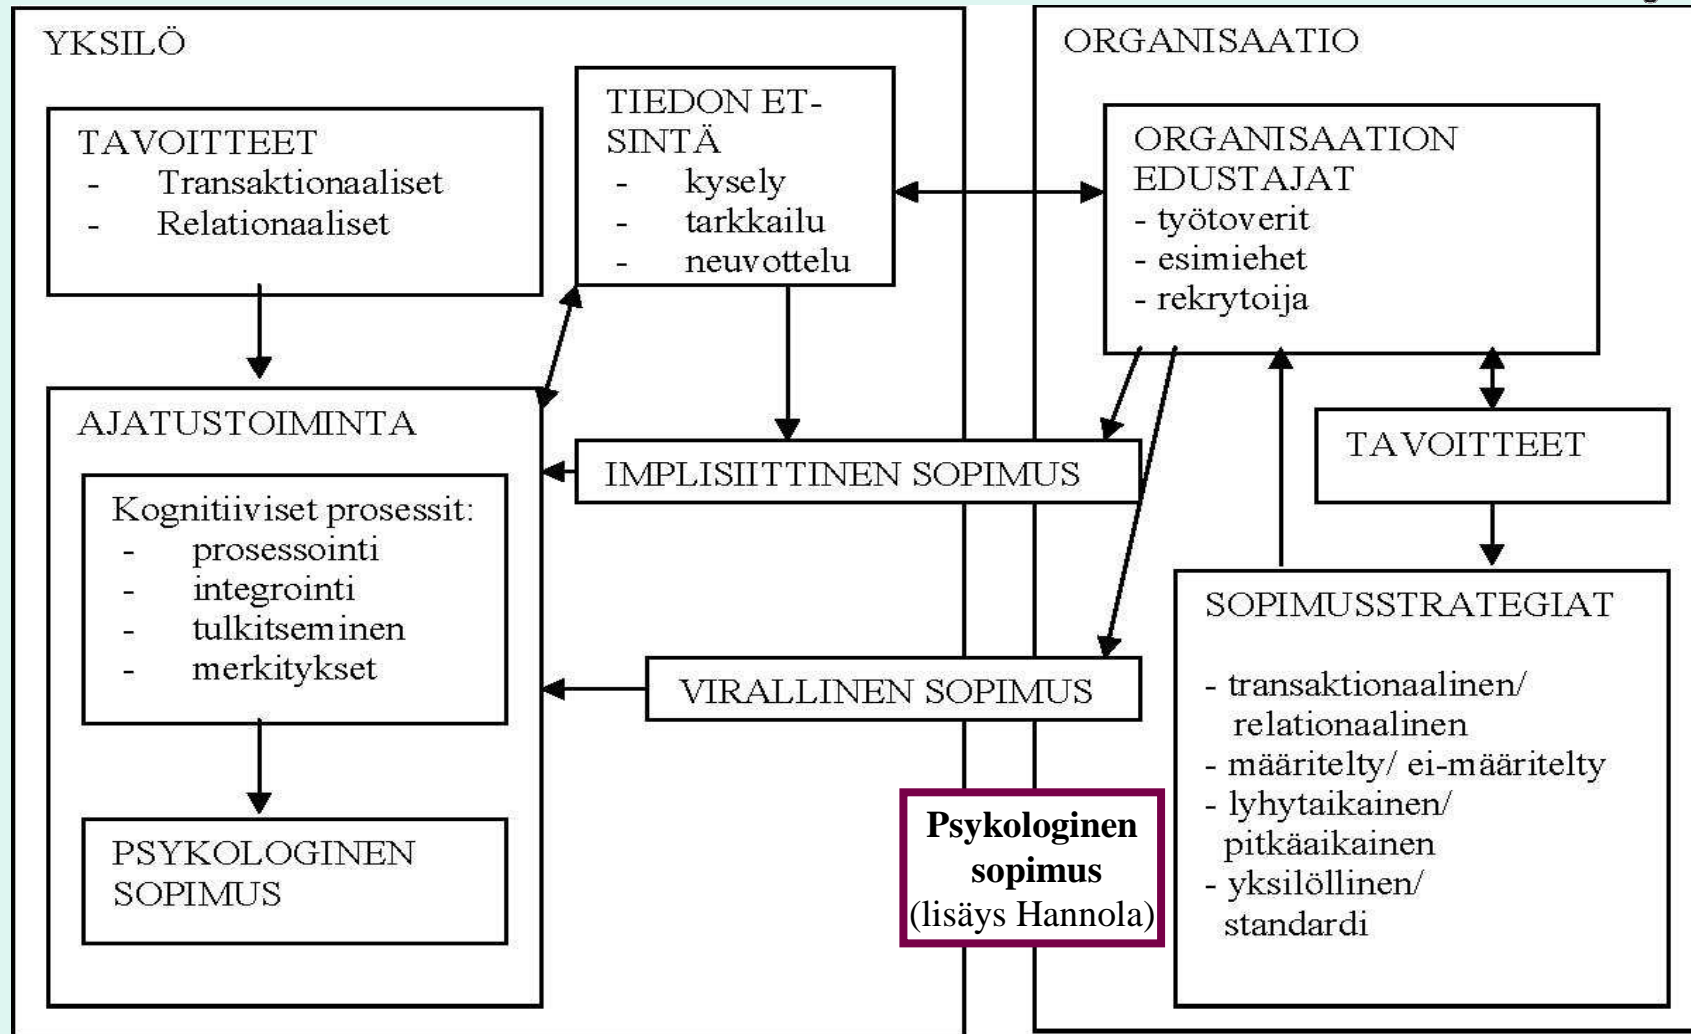 YKSILÖ
TAVOITTEET
- Transaktionaaliset
- Relationaaliset
TIEDON ET-
SINTÄ
- kysely
- tarkkailu
- neuvottelu
AJATUSTOIMINTA
Kognitiiviset prosessit:
- prosessointi
- integrointi
- tulkitseminen
- merkitykset
PSYKOLOGINEN
SOPIMUS
IMPLISIITTINEN SOPIMUS
VIRALLINEN SOPIMUS
Psykologinen
sopimus
(lisäys Hannola)
ORGANISAATIO
ORGANISAATION
EDUSTAJAT
- työtoverit
- esimiehet
- rekrytoija
TAVOITTEET
SOPIMUSSTRATEGIAT
- transaktionaalinen/
relationaalinen
- määritelty/ ei-määritelty
- lyhytaikainen/
pitkäaikainen
- yksilöllinen/
standardi